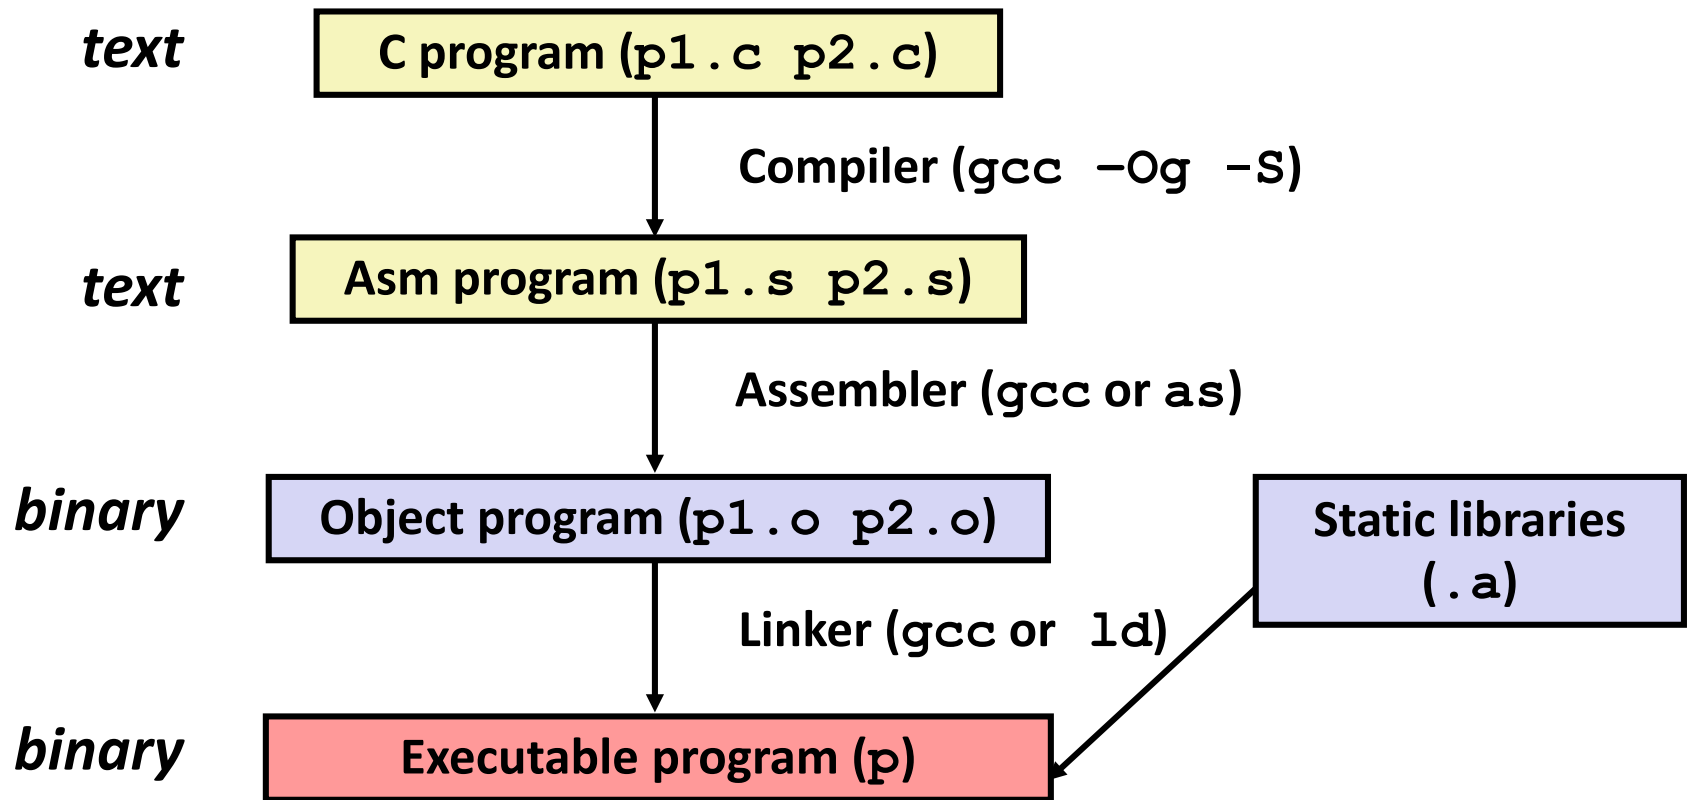 text
C program (p1.c p2.c)
Compiler (gcc –Og -S)
text
Asm program (p1.s p2.s)
Assembler (gcc or as)
binary
Object program (p1.o p2.o)
Static libraries
(.a)
Linker (gcc or ld)
binary
Executable program (p)